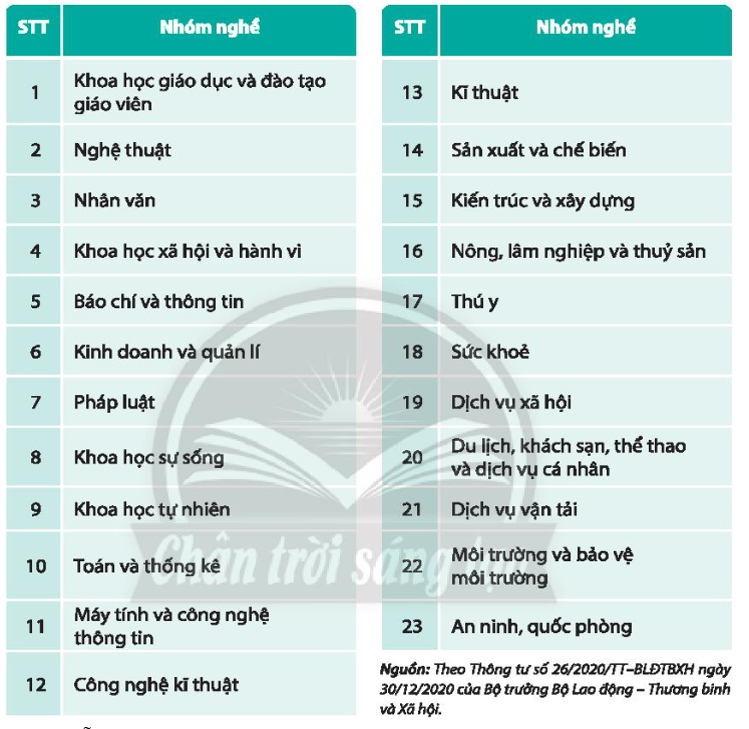 STT Nhóm nghề
1 Khoa học giáo dục và đào tạo
giáo viên
2 Nghệ thuật
3 Nhân văn
4 Khoa học xã hội và hành vi
5 Báo chí và thông tin
6 Kinh doanh và quản lí
7 Pháp luật
8 Khoa học sự sống
9 Khoa học tự nhiên
10 Toán và thống kê
11 Máy tính và công nghệ
thông tin
12 Công nghệ kĩ thuật
STT Nhóm nghề
13 Kĩ thuật
14 Sản xuất và chế biến
15 Kiến trúc và xây dựng
16 Nông, lâm nghiệp và thuỷ sản
17 Thú y
18 Sức khoẻ
19 Dịch vụ xã hội
20 Du lịch, khách sạn, thể thao
và dịch vụ cá nhân
21 Dịch vụ vận tải
22 Môi trường và bảo vệ
môi trường
23 An ninh, quốc phòng
Nguồn: Theo Thông tư số 26/2020/TT–BLĐTBXH ngày
30/12/2020 của Bộ trưởng Bộ Lao động – Thương binh
và Xã hội.
Chân trời sáng tạo